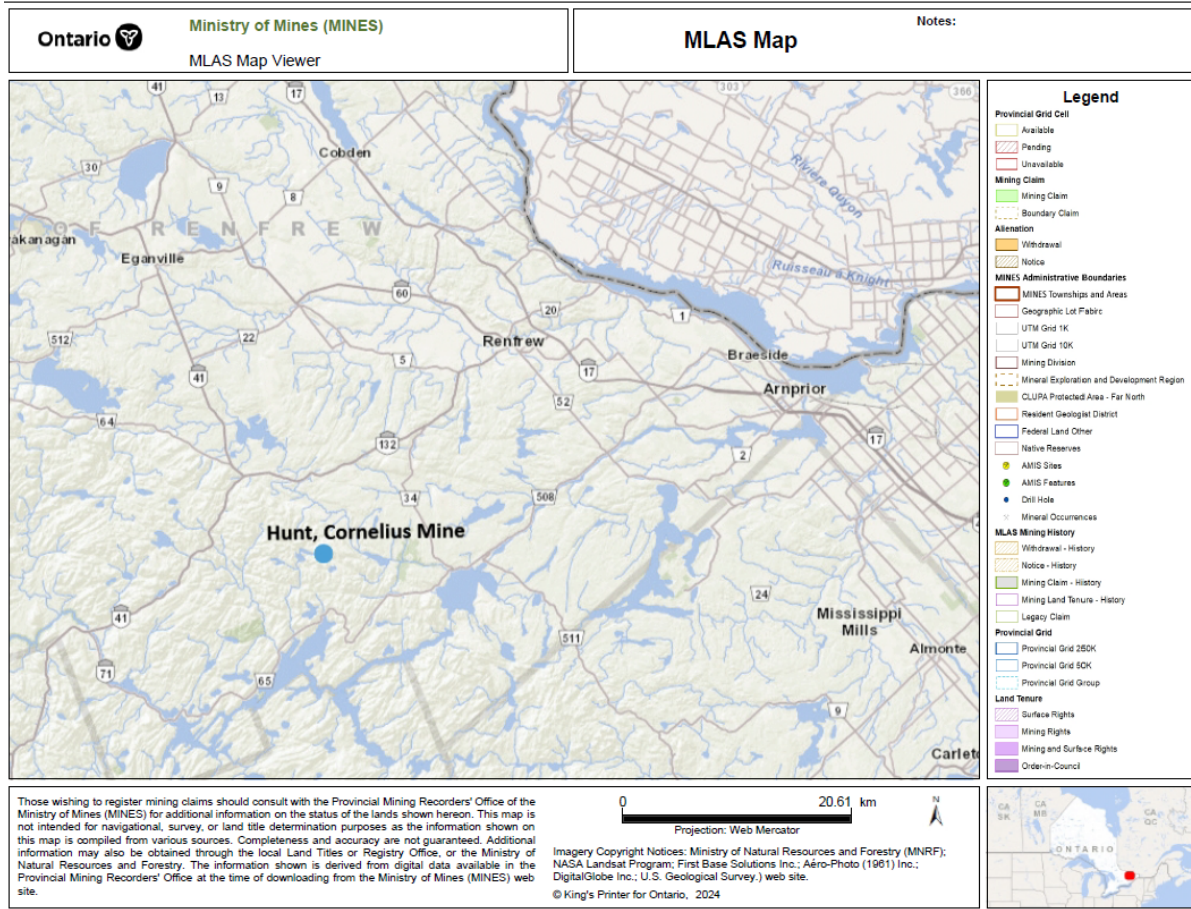 Ontario
Ministry of Mines (MINES)
MLAS Map Viewer
MLAS Map
Notes:
41
13
17
303
366
Cobden
30
9
8
Rivière Quyon
OF RENFREW
akanagan
Eganville
Ruisseau à Knight
60
20
1
512
22
Renfrew
5
17
Braeside
41
Arnprior
52
64
132
2
17
34
508
Hunt, Cornelius Mine
24
41
Mississippi
Mills
511
Almonte
71
65
9
Carlet
Legend
Provincial Grid Cell
Available
Pending
Unavailable
Mining Claim
Mining Claim
Boundary Claim
Alienation
Withdrawal
Notice
MINES Administrative Boundaries
MINES Townships and Areas
Geographic Lot Fabirc
UTM Grid 1K
UTM Grid 10K
Mining Division
Mineral Exploration and Development Region
CLUPA Protected Area - Far North
Resident Geologist District
Federal Land Other
Native Reserves
AMIS Sites
AMIS Features
Drill Hole
Mineral Occurrences
MLAS Mining History
Withdrawal - History
Notice - History
Mining Claim - History
Mining Land Tenure - History
Legacy Claim
Provincial Grid
Provincial Grid 250K
Provincial Grid 50K
Provincial Grid Group
Land Tenure
Surface Rights
Mining Rights
Mining and Surface Rights
Order-in-Council
Those wishing to register mining claims should consult with the Provincial Mining Recorders' Office of the
Ministry of Mines (MINES) for additional information on the status of the lands shown hereon. This map is
not intended for navigational, survey, or land title determination purposes as the information shown on
this map is compiled from various sources. Completeness and accuracy are not guaranteed. Additional
information may also be obtained through the local Land Titles or Registry Office, or the Ministry of
Natural Resources and Forestry. The information shown is derived from digital data available in the
Provincial Mining Recorders' Office at the time of downloading from the Ministry of Mines (MINES) web
site.
0 20.61 km
Projection: Web Mercator
N
Imagery Copyright Notices: Ministry of Natural Resources and Forestry (MNRF);
NASA Landsat Program; First Base Solutions Inc.; Aéro-Photo (1961) Inc.;
DigitalGlobe Inc.; U.S. Geological Survey.) web site.
© King's Printer for Ontario, 2024
CA
SK
CA
MB
CA
QC
ONTARIO